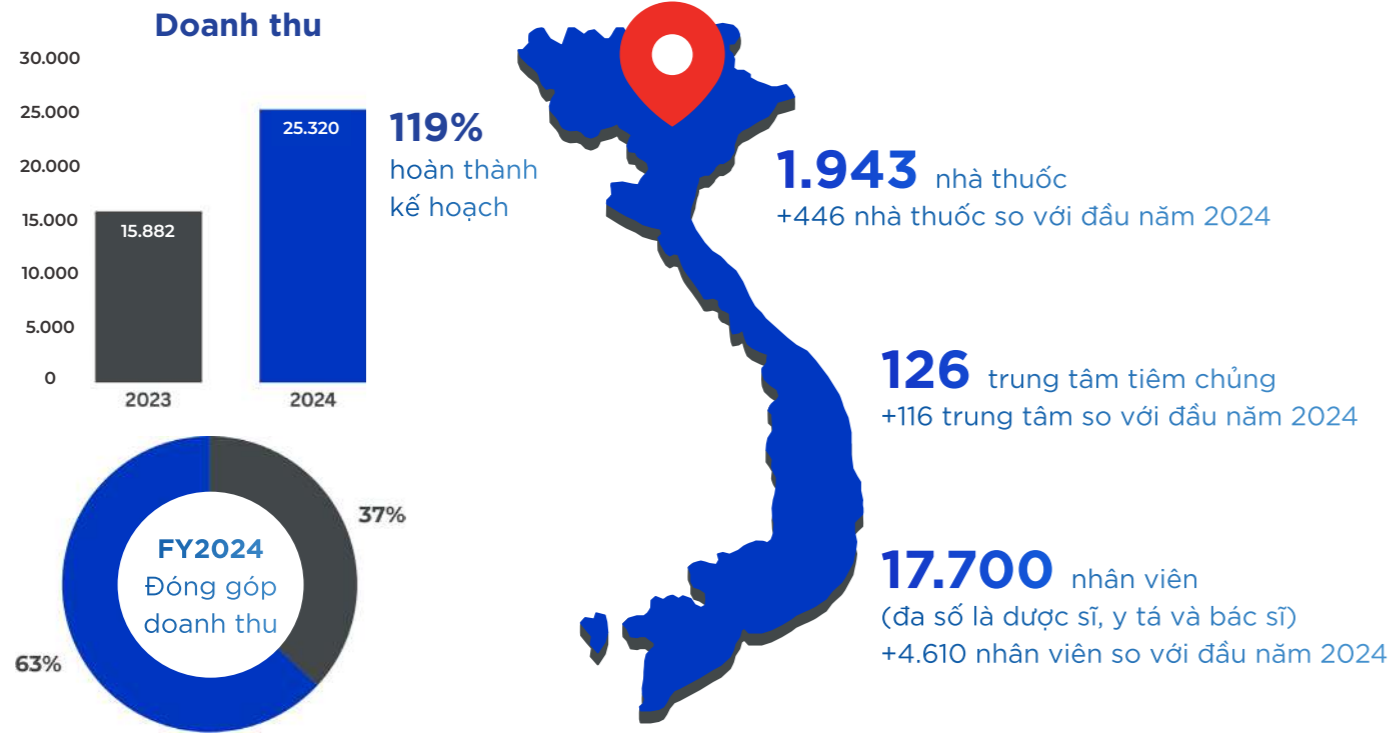 Doanh thu
30.000
25.000
20.000
15.000
10.000
5.000
0
15.882
25.320
2023
2024
119%
hoàn thành
kế hoạch
FY2024
Đóng góp
doanh thu
37%
63%
1.943 nhà thuốc
+446 nhà thuốc so với đầu năm 2024
126 trung tâm tiêm chủng
+116 trung tâm so với đầu năm 2024
17.700 nhân viên
(đa số là dược sĩ, y tá và bác sĩ)
+4.610 nhân viên so với đầu năm 2024